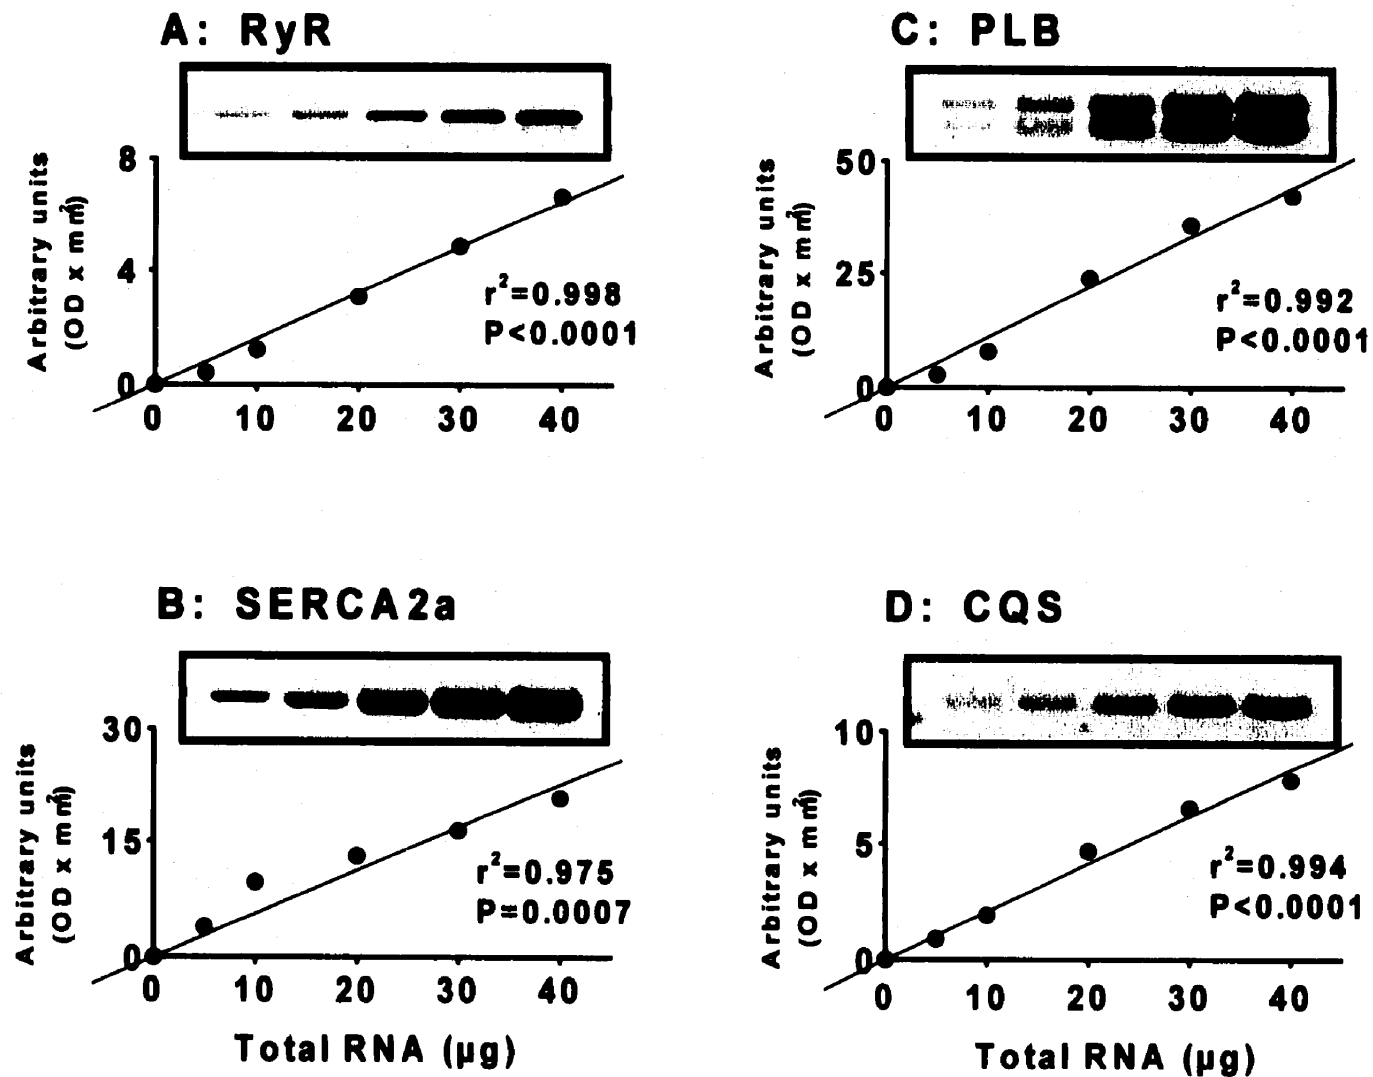 A: RyR
8
4
0
Arbitrary units
(OD x mm²)
r²=0.998
P<0.0001
0 10 20 30 40
C: PLB
50
25
0
Arbitrary units
(OD x mm²)
r²=0.992
P<0.0001
0 10 20 30 40
B: SERCA2a
30
15
0
Arbitrary units
(OD x mm²)
r²=0.975
P=0.0007
0 10 20 30 40
Total RNA (µg)
D: CQS
10
5
0
Arbitrary units
(OD x mm²)
r²=0.994
P<0.0001
0 10 20 30 40
Total RNA (µg)